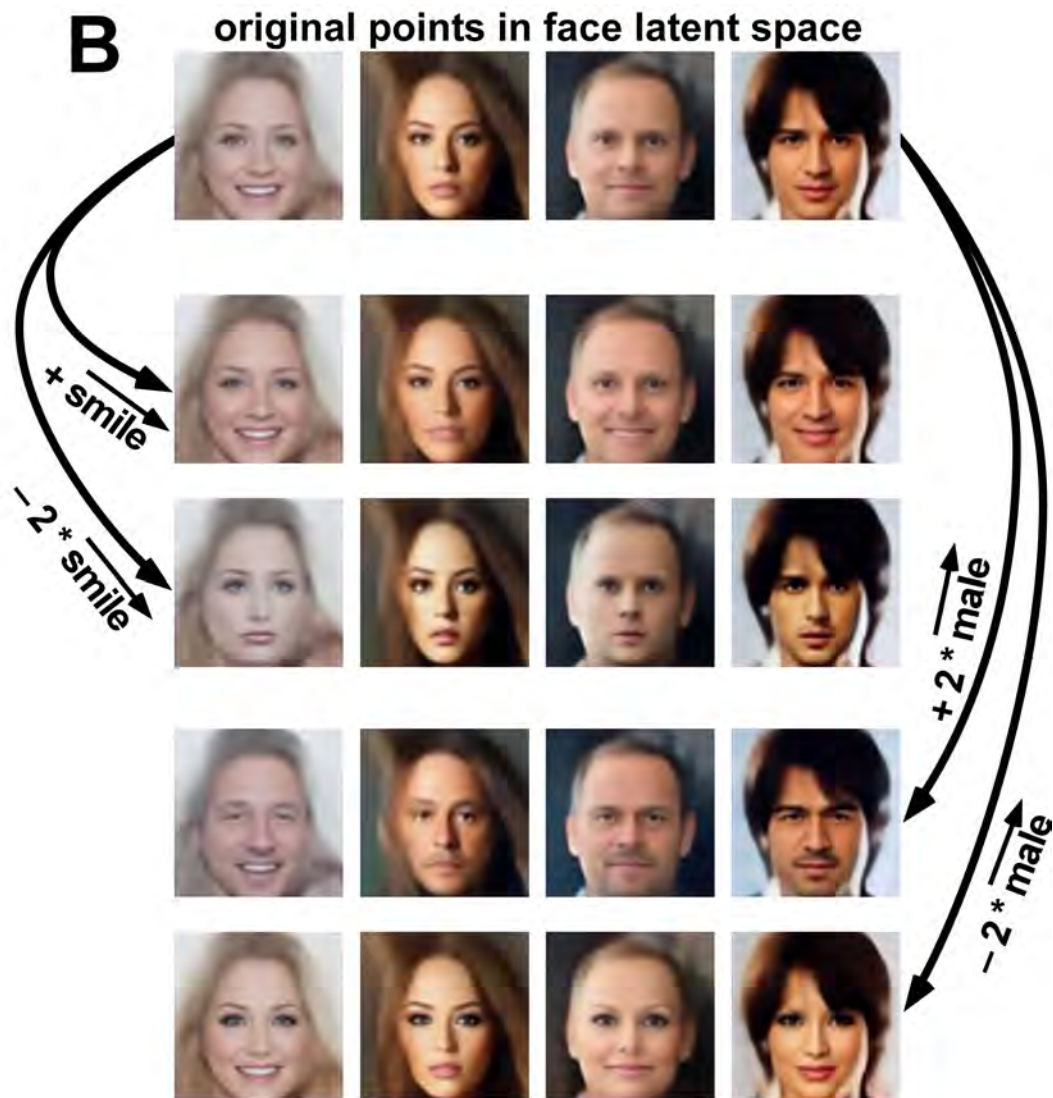 B
original points in face latent space
+ smile
− 2 * smile
+ 2 * male
− 2 * male